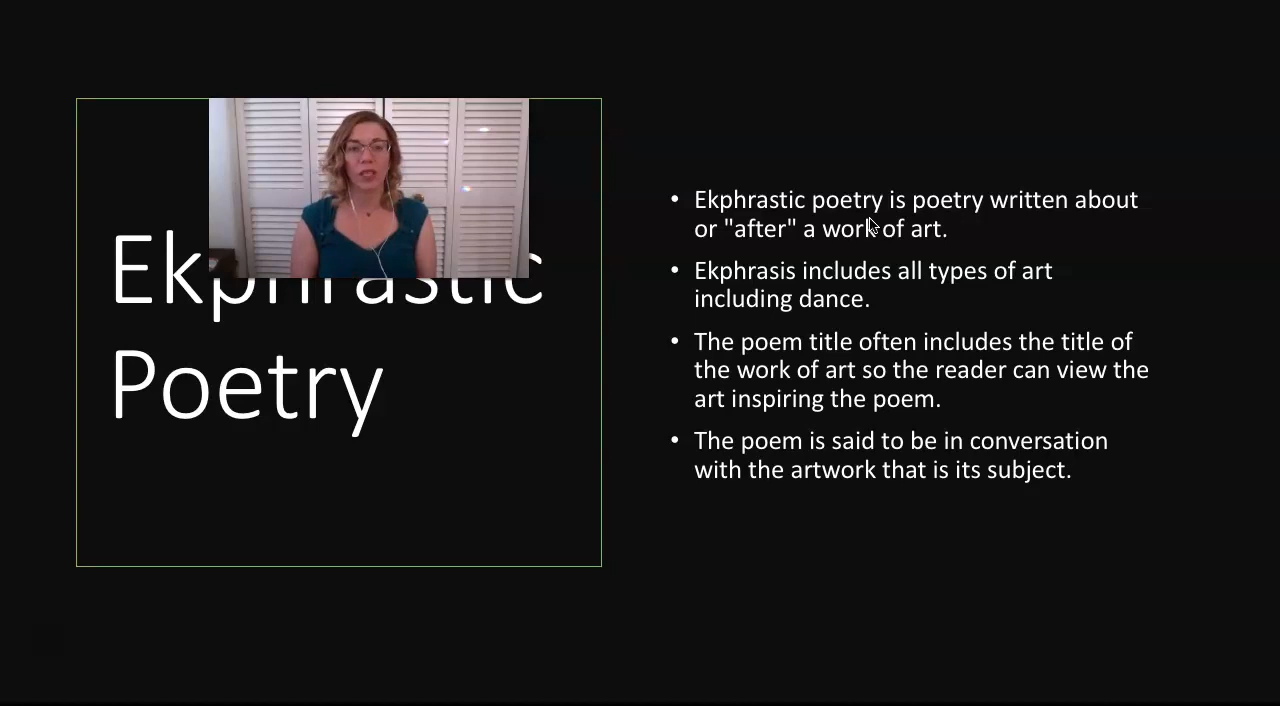 Ekphrastic
Poetry
• Ekphrastic poetry is poetry written about
or "after" a work of art.
• Ekphrasis includes all types of art
including dance.
• The poem title often includes the title of
the work of art so the reader can view the
art inspiring the poem.
• The poem is said to be in conversation
with the artwork that is its subject.